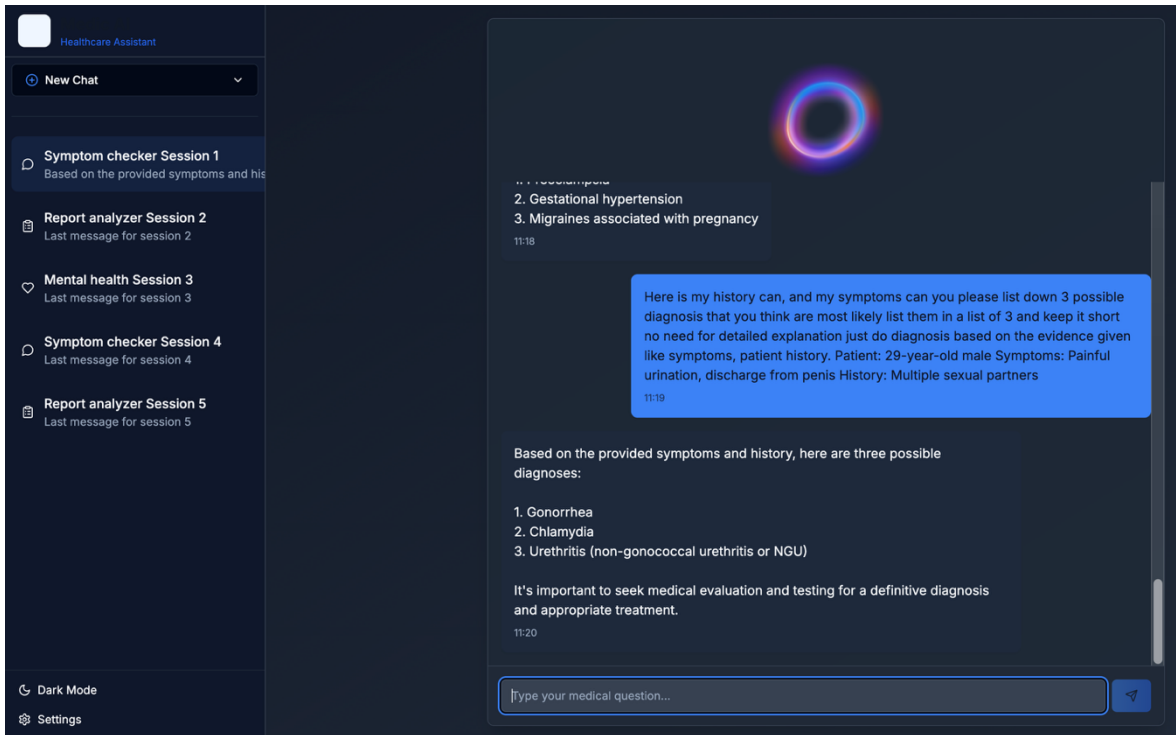 Healthcare Assistant
New Chat
Symptom checker Session 1
Based on the provided symptoms and his
Report analyzer Session 2
Last message for session 2
Mental health Session 3
Last message for session 3
Symptom checker Session 4
Last message for session 4
Report analyzer Session 5
Last message for session 5
Dark Mode
Settings
2. Gestational hypertension
3. Migraines associated with pregnancy
11:18
Here is my history can, and my symptoms can you please list down 3 possible
diagnosis that you think are most likely list them in a list of 3 and keep it short
no need for detailed explanation just do diagnosis based on the evidence given
like symptoms, patient history. Patient: 29-year-old male Symptoms: Painful
urination, discharge from penis History: Multiple sexual partners
11:19
Based on the provided symptoms and history, here are three possible
diagnoses:
1. Gonorrhea
2. Chlamydia
3. Urethritis (non-gonococcal urethritis or NGU)
It's important to seek medical evaluation and testing for a definitive diagnosis
and appropriate treatment.
11:20
Type your medical question...